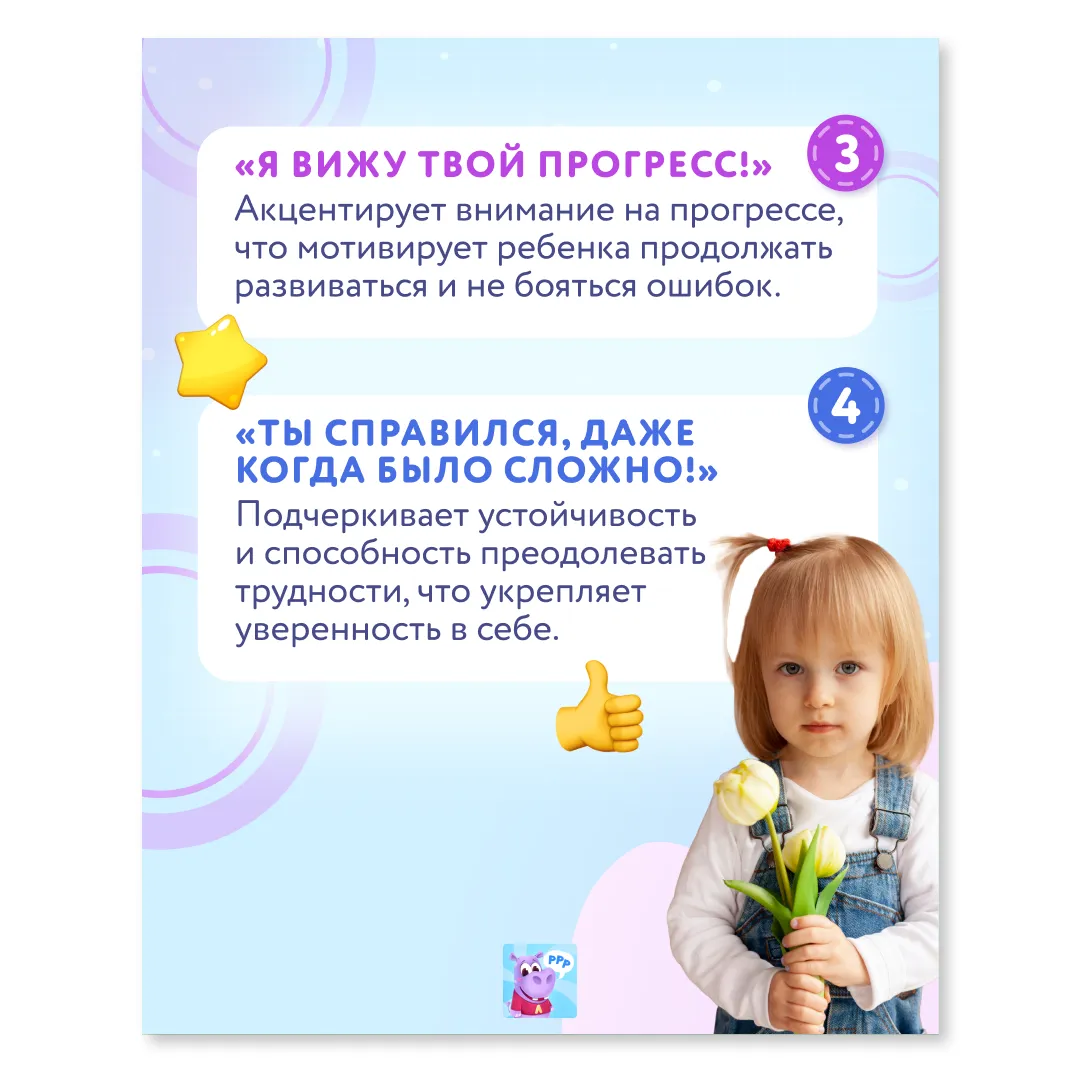 3
«Я ВИЖУ ТВОЙ ПРОГРЕСС!»
Акцентирует внимание на прогрессе,
что мотивирует ребенка продолжать
развиваться и не бояться ошибок.
4
«ТЫ СПРАВИЛСЯ, ДАЖЕ
КОГДА БЫЛО СЛОЖНО!»
Подчеркивает устойчивость
и способность преодолевать
трудности, что укрепляет
уверенность в себе.
РРР
А